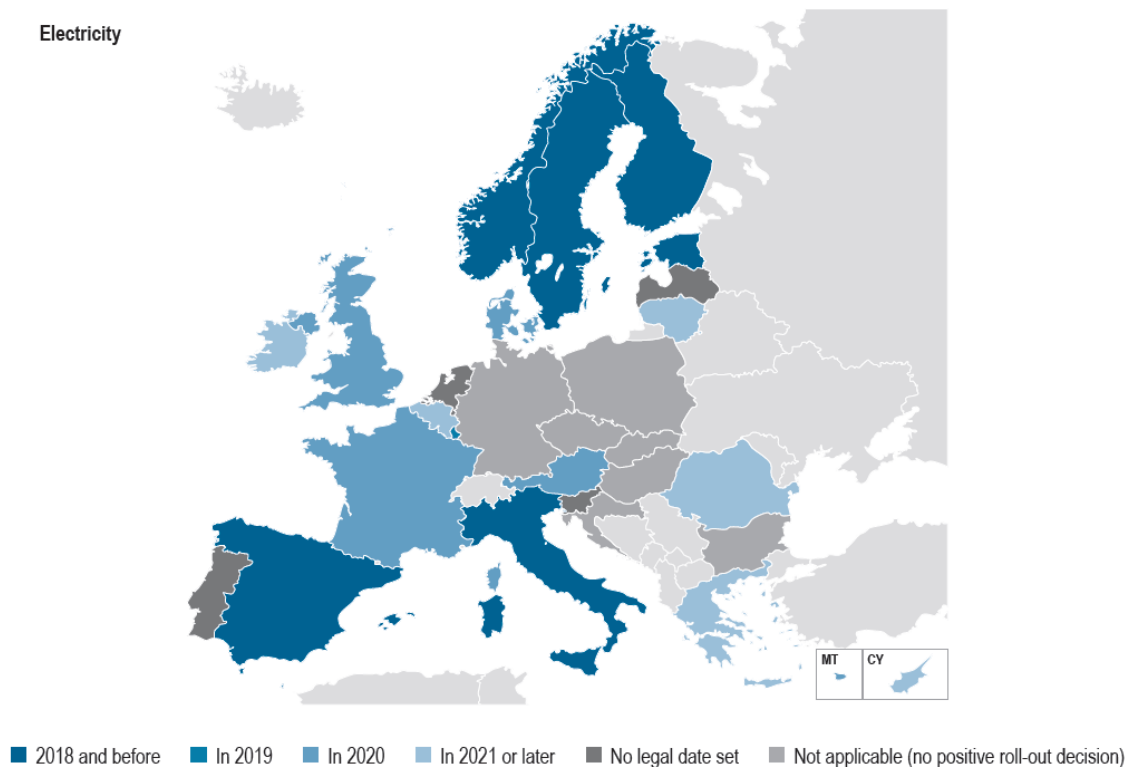 Electricity
MT CY
2018 and before In 2019 In 2020 In 2021 or later No legal date set Not applicable (no positive roll-out decision)